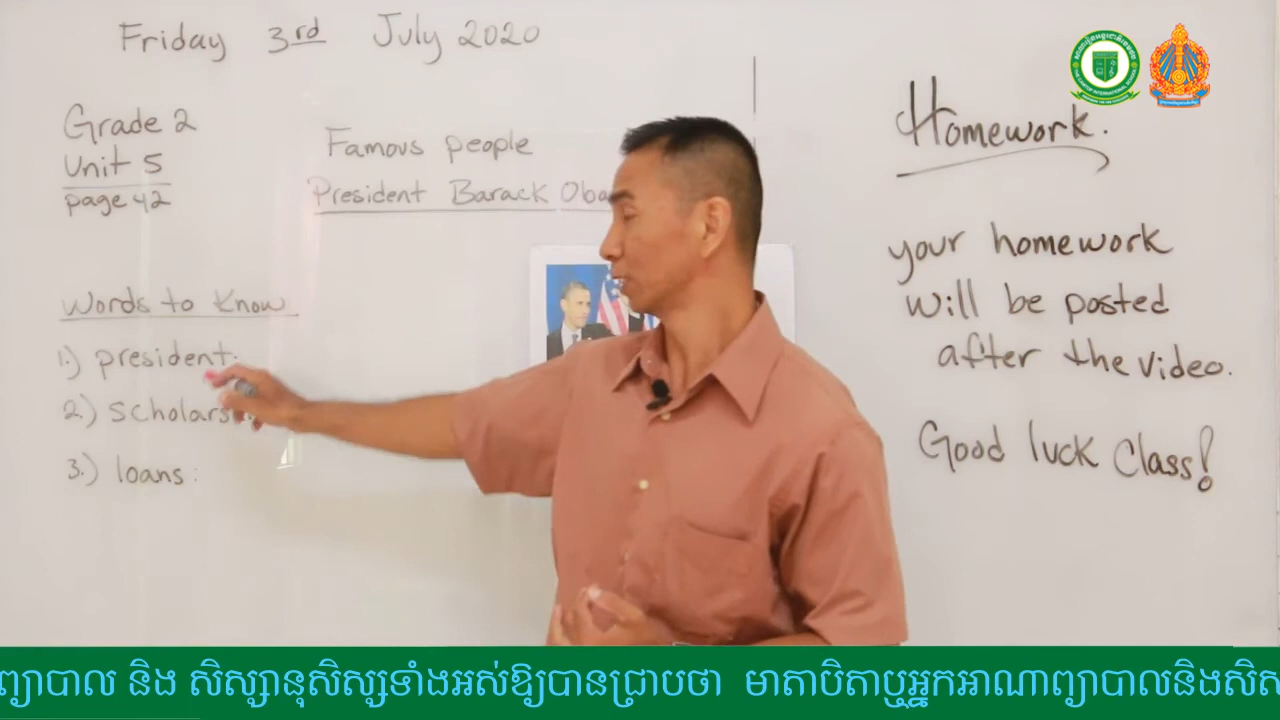 Friday 3rd July 2020
Grade 2
Unit 5
page 42
Famous people
President Barack Oba
Words to Know
1.) president:
2.) Scholars
3.) loans:
Homework.
your homework
will be posted
after the video.
Good luck Class!
ព្យាបាល និង សិស្សានុសិស្សទាំងអស់ឱ្យបានជ្រាបថា មាតាបិតាឬអ្នកអាណាព្យាបាលនិងសិស